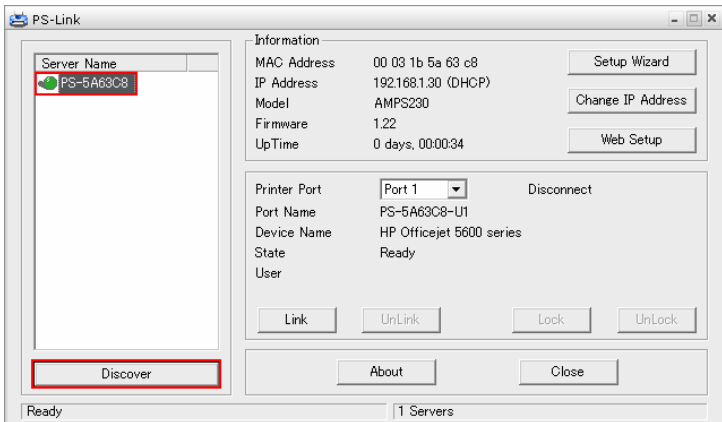 PS-Link
Server Name
PS-5A63C8
Discover
Information
MAC Address 00 03 1b 5a 63 c8
IP Address 192.168.1.30 (DHCP)
Model AMPS230
Firmware 1.22
UpTime 0 days, 00:00:34
Setup Wizard
Change IP Address
Web Setup
Printer Port Port 1 Disconnect
Port Name PS-5A63C8-U1
Device Name HP Officejet 5600 series
State Ready
User
Link UnLink Lock UnLock
About Close
Ready 1 Servers